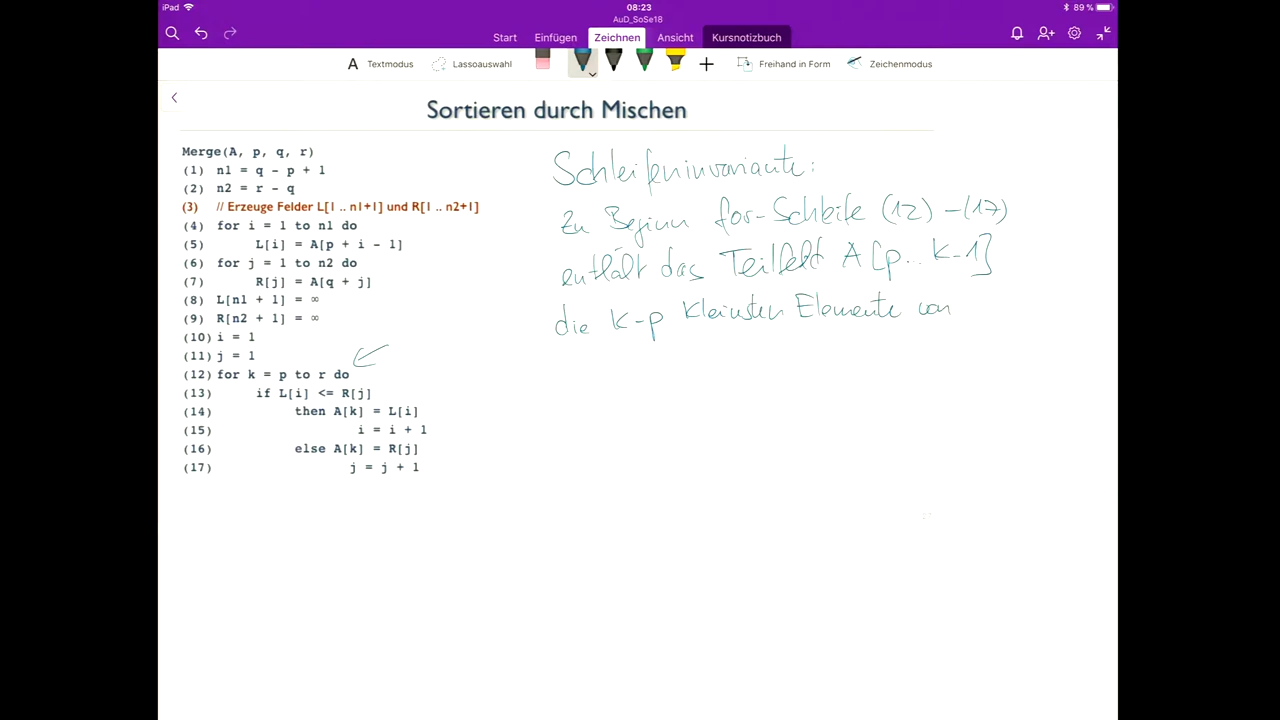 iPad 08:23 89 %
AuD_SoSe18
Start Einfügen Zeichnen Ansicht Kursnotizbuch
A Textmodus Lassoauswahl Freihand in Form Zeichenmodus
Sortieren durch Mischen
Merge(A, p, q, r)
(1) n1 = q - p + 1
(2) n2 = r - q
(3) // Erzeuge Felder L[1 .. n1+1] und R[1 .. n2+1]
(4) for i = 1 to n1 do
(5) L[i] = A[p + i - 1]
(6) for j = 1 to n2 do
(7) R[j] = A[q + j]
(8) L[n1 + 1] = ∞
(9) R[n2 + 1] = ∞
(10) i = 1
(11) j = 1
(12) for k = p to r do
(13) if L[i] <= R[j]
(14) then A[k] = L[i]
(15) i = i + 1
(16) else A[k] = R[j]
(17) j = j + 1
Schleifeninvariante:
Zu Beginn for-Schleife (12) - (17)
enthält das Teilfeld A[p... k-1]
die k-p kleinsten Elemente von